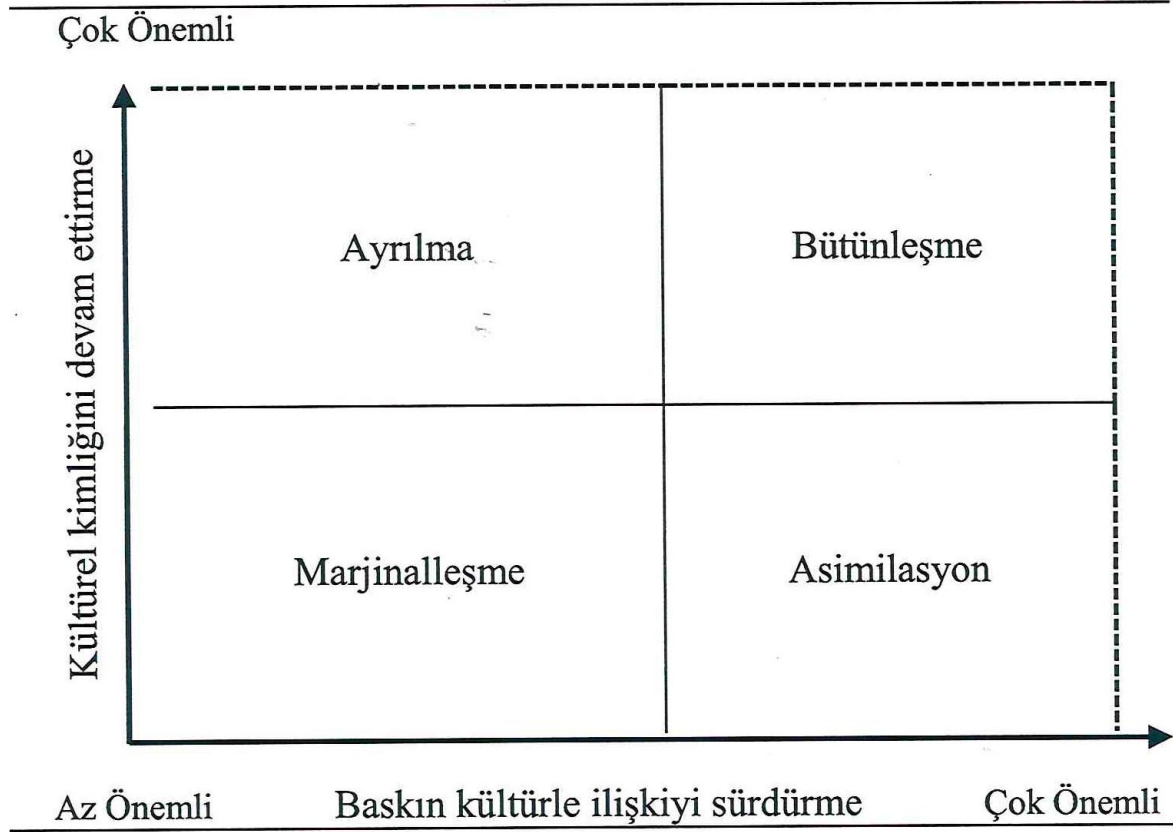 Çok Önemli
Kültürel kimliğini devam ettirme
Ayrılma
Bütünleşme
Marjinalleşme
Asimilasyon
Az Önemli
Baskın kültürle ilişkiyi sürdürme
Çok Önemli